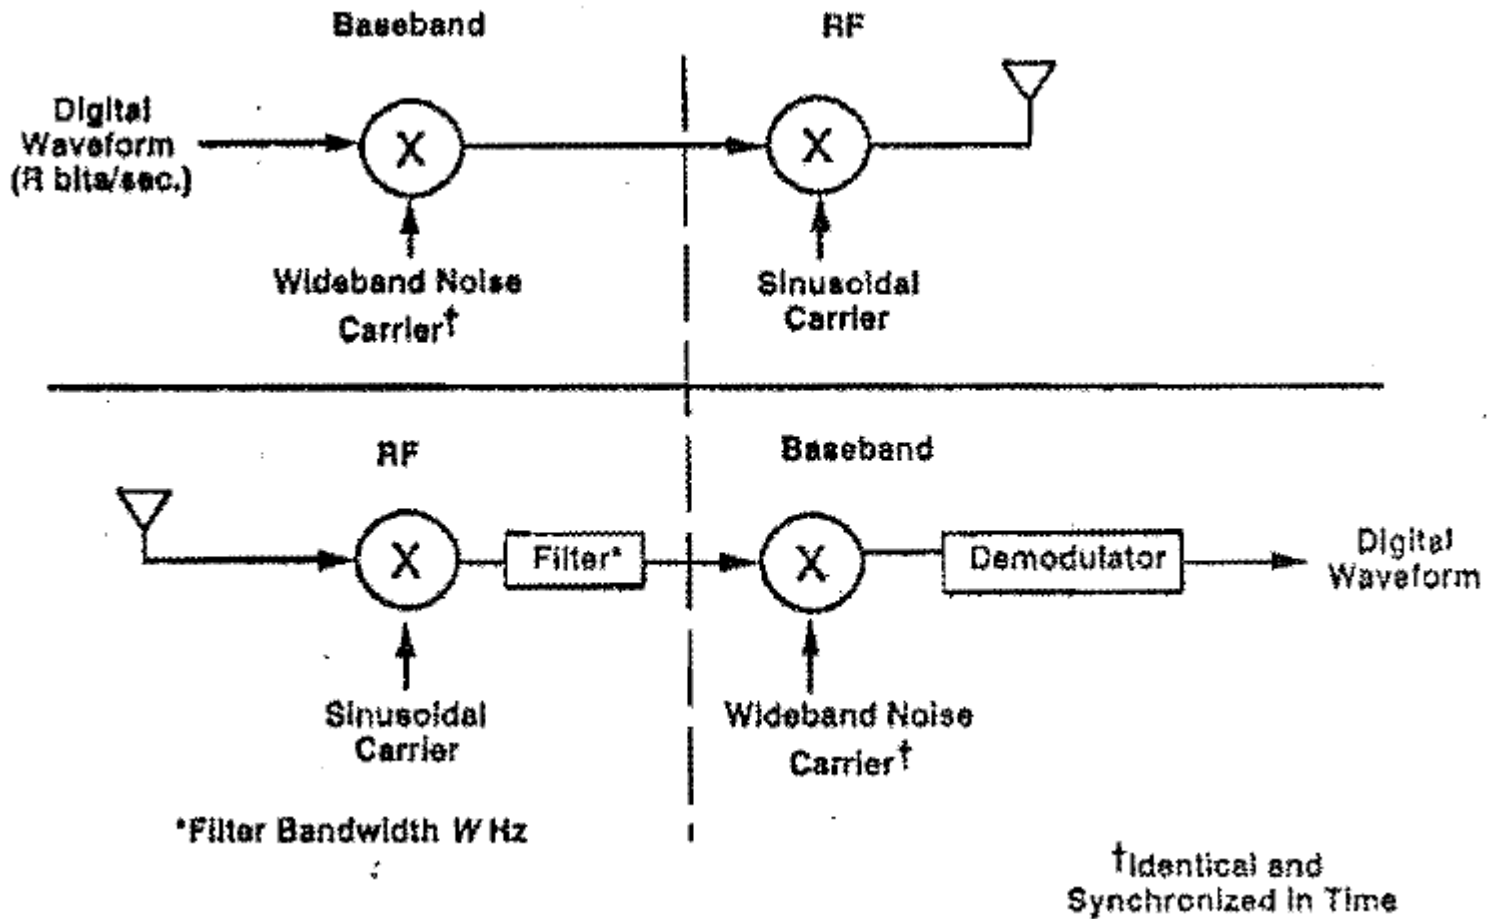 Baseband
RF
Digital
Waveform
(R bits/sec.)
X
X
Wideband Noise
Carrier†
Sinusoidal
Carrier
RF
Baseband
X
Filter*
X
Demodulator
Digital
Waveform
Sinusoidal
Carrier
Wideband Noise
Carrier†
*Filter Bandwidth W Hz
†Identical and
Synchronized in Time